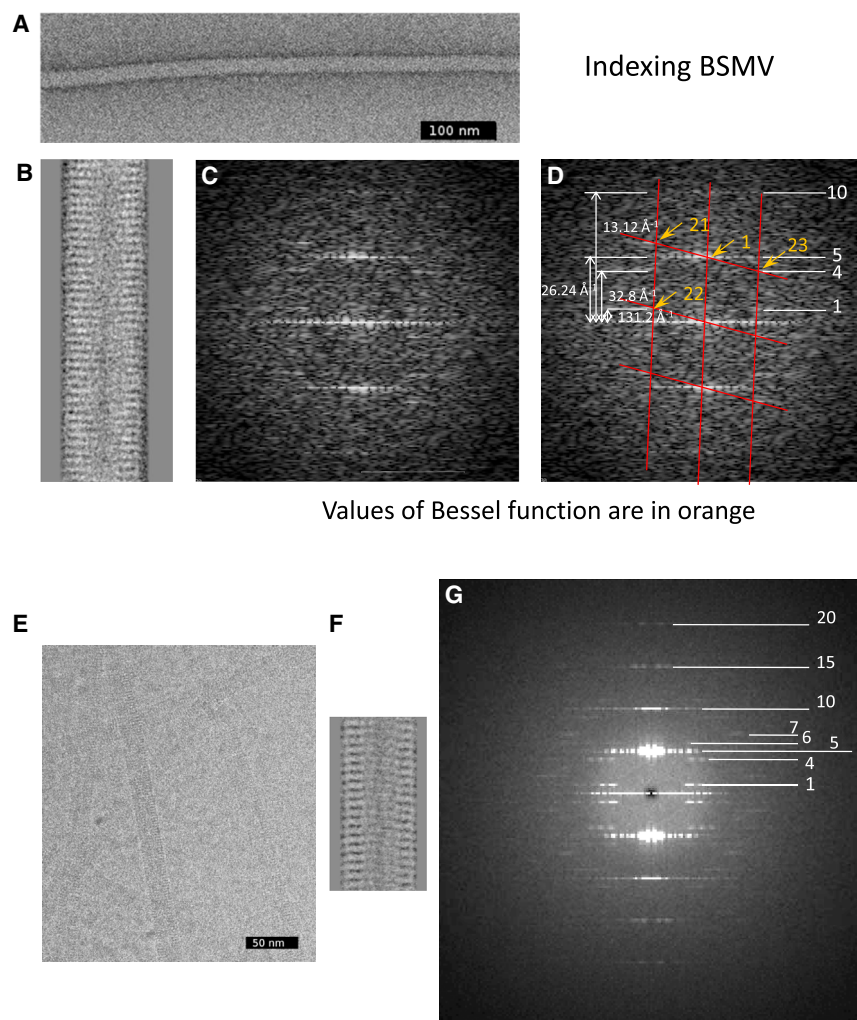 A
Indexing BSMV
100 nm
B
C
D
10
13.12 Å-1
21
1
23
5
4
26.24 Å-1
32.8 Å-1
22
1
131.2 Å-1
Values of Bessel function are in orange
E
F
G
20
15
10
7
6
5
4
1
50 nm